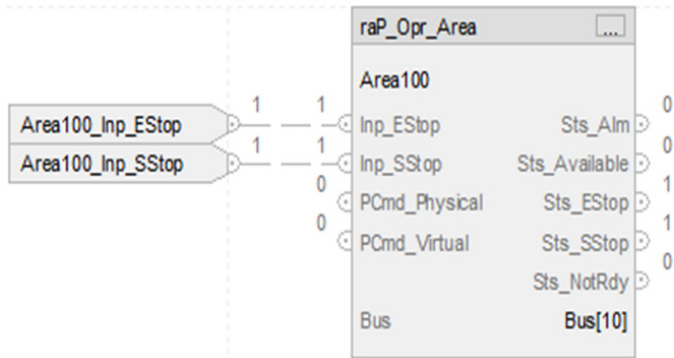 raP_Opr_Area ...
Area100
Area100_Inp_EStop 1 1 Inp_EStop Sts_Alm 0
Area100_Inp_SStop 1 1 Inp_SStop Sts_Available 0
0 PCmd_Physical Sts_EStop 1
0 PCmd_Virtual Sts_SStop 1
Sts_NotRdy 0
Bus Bus[10]